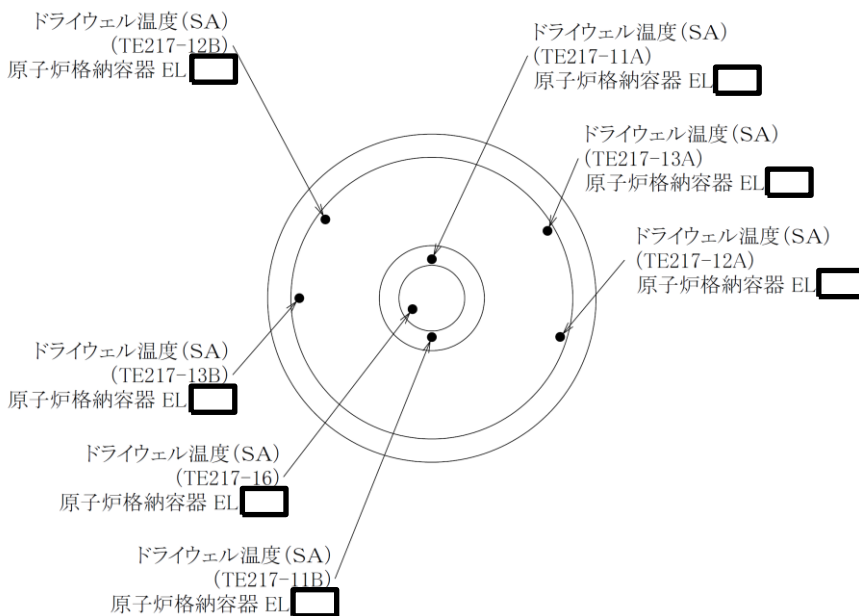 ドライウェル温度(SA)
(TE217-12B)
原子炉格納容器 EL
ドライウェル温度(SA)
(TE217-11A)
原子炉格納容器 EL
ドライウェル温度(SA)
(TE217-13A)
原子炉格納容器 EL
ドライウェル温度(SA)
(TE217-12A)
原子炉格納容器 EL
ドライウェル温度(SA)
(TE217-13B)
原子炉格納容器 EL
ドライウェル温度(SA)
(TE217-16)
原子炉格納容器 EL
ドライウェル温度(SA)
(TE217-11B)
原子炉格納容器 EL